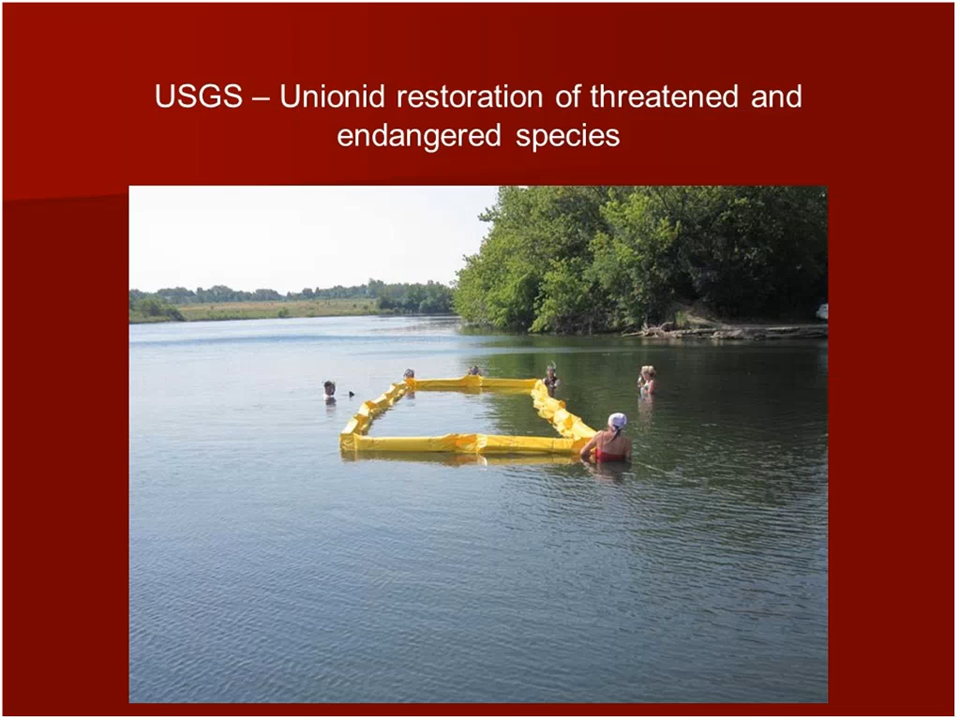 USGS – Unionid restoration of threatened and
endangered species